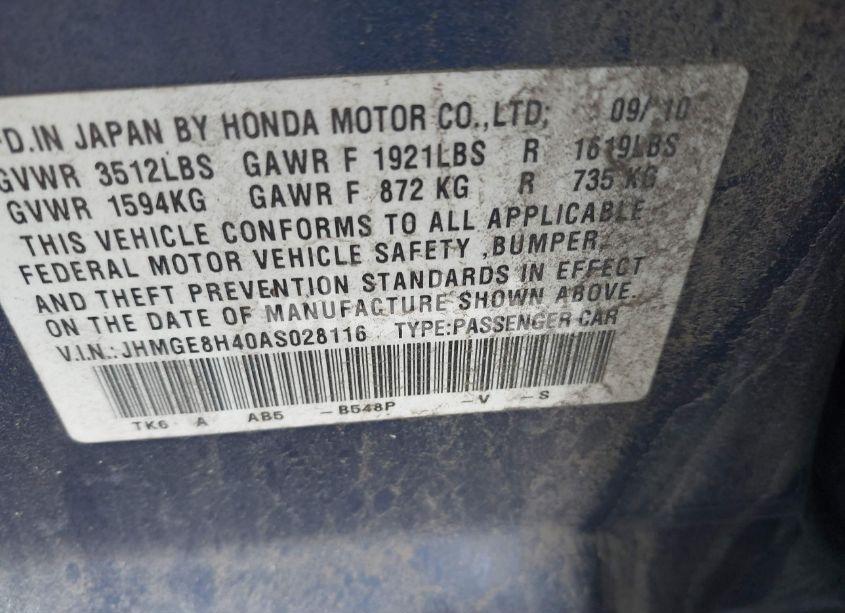 D.IN JAPAN BY HONDA MOTOR CO.,LTD; 09/10
GVWR 3512LBS GAWR F 1921LBS R 1619LBS
GVWR 1594KG GAWR F 872 KG R 735 KG
THIS VEHICLE CONFORMS TO ALL APPLICABLE
FEDERAL MOTOR VEHICLE SAFETY ,BUMPER,
AND THEFT PREVENTION STANDARDS IN EFFECT
ON THE DATE OF MANUFACTURE SHOWN ABOVE.
V.I.N.: JHMGE8H40AS028116 TYPE:PASSENGER CAR
TK6 A AB5 -B548P -V -S